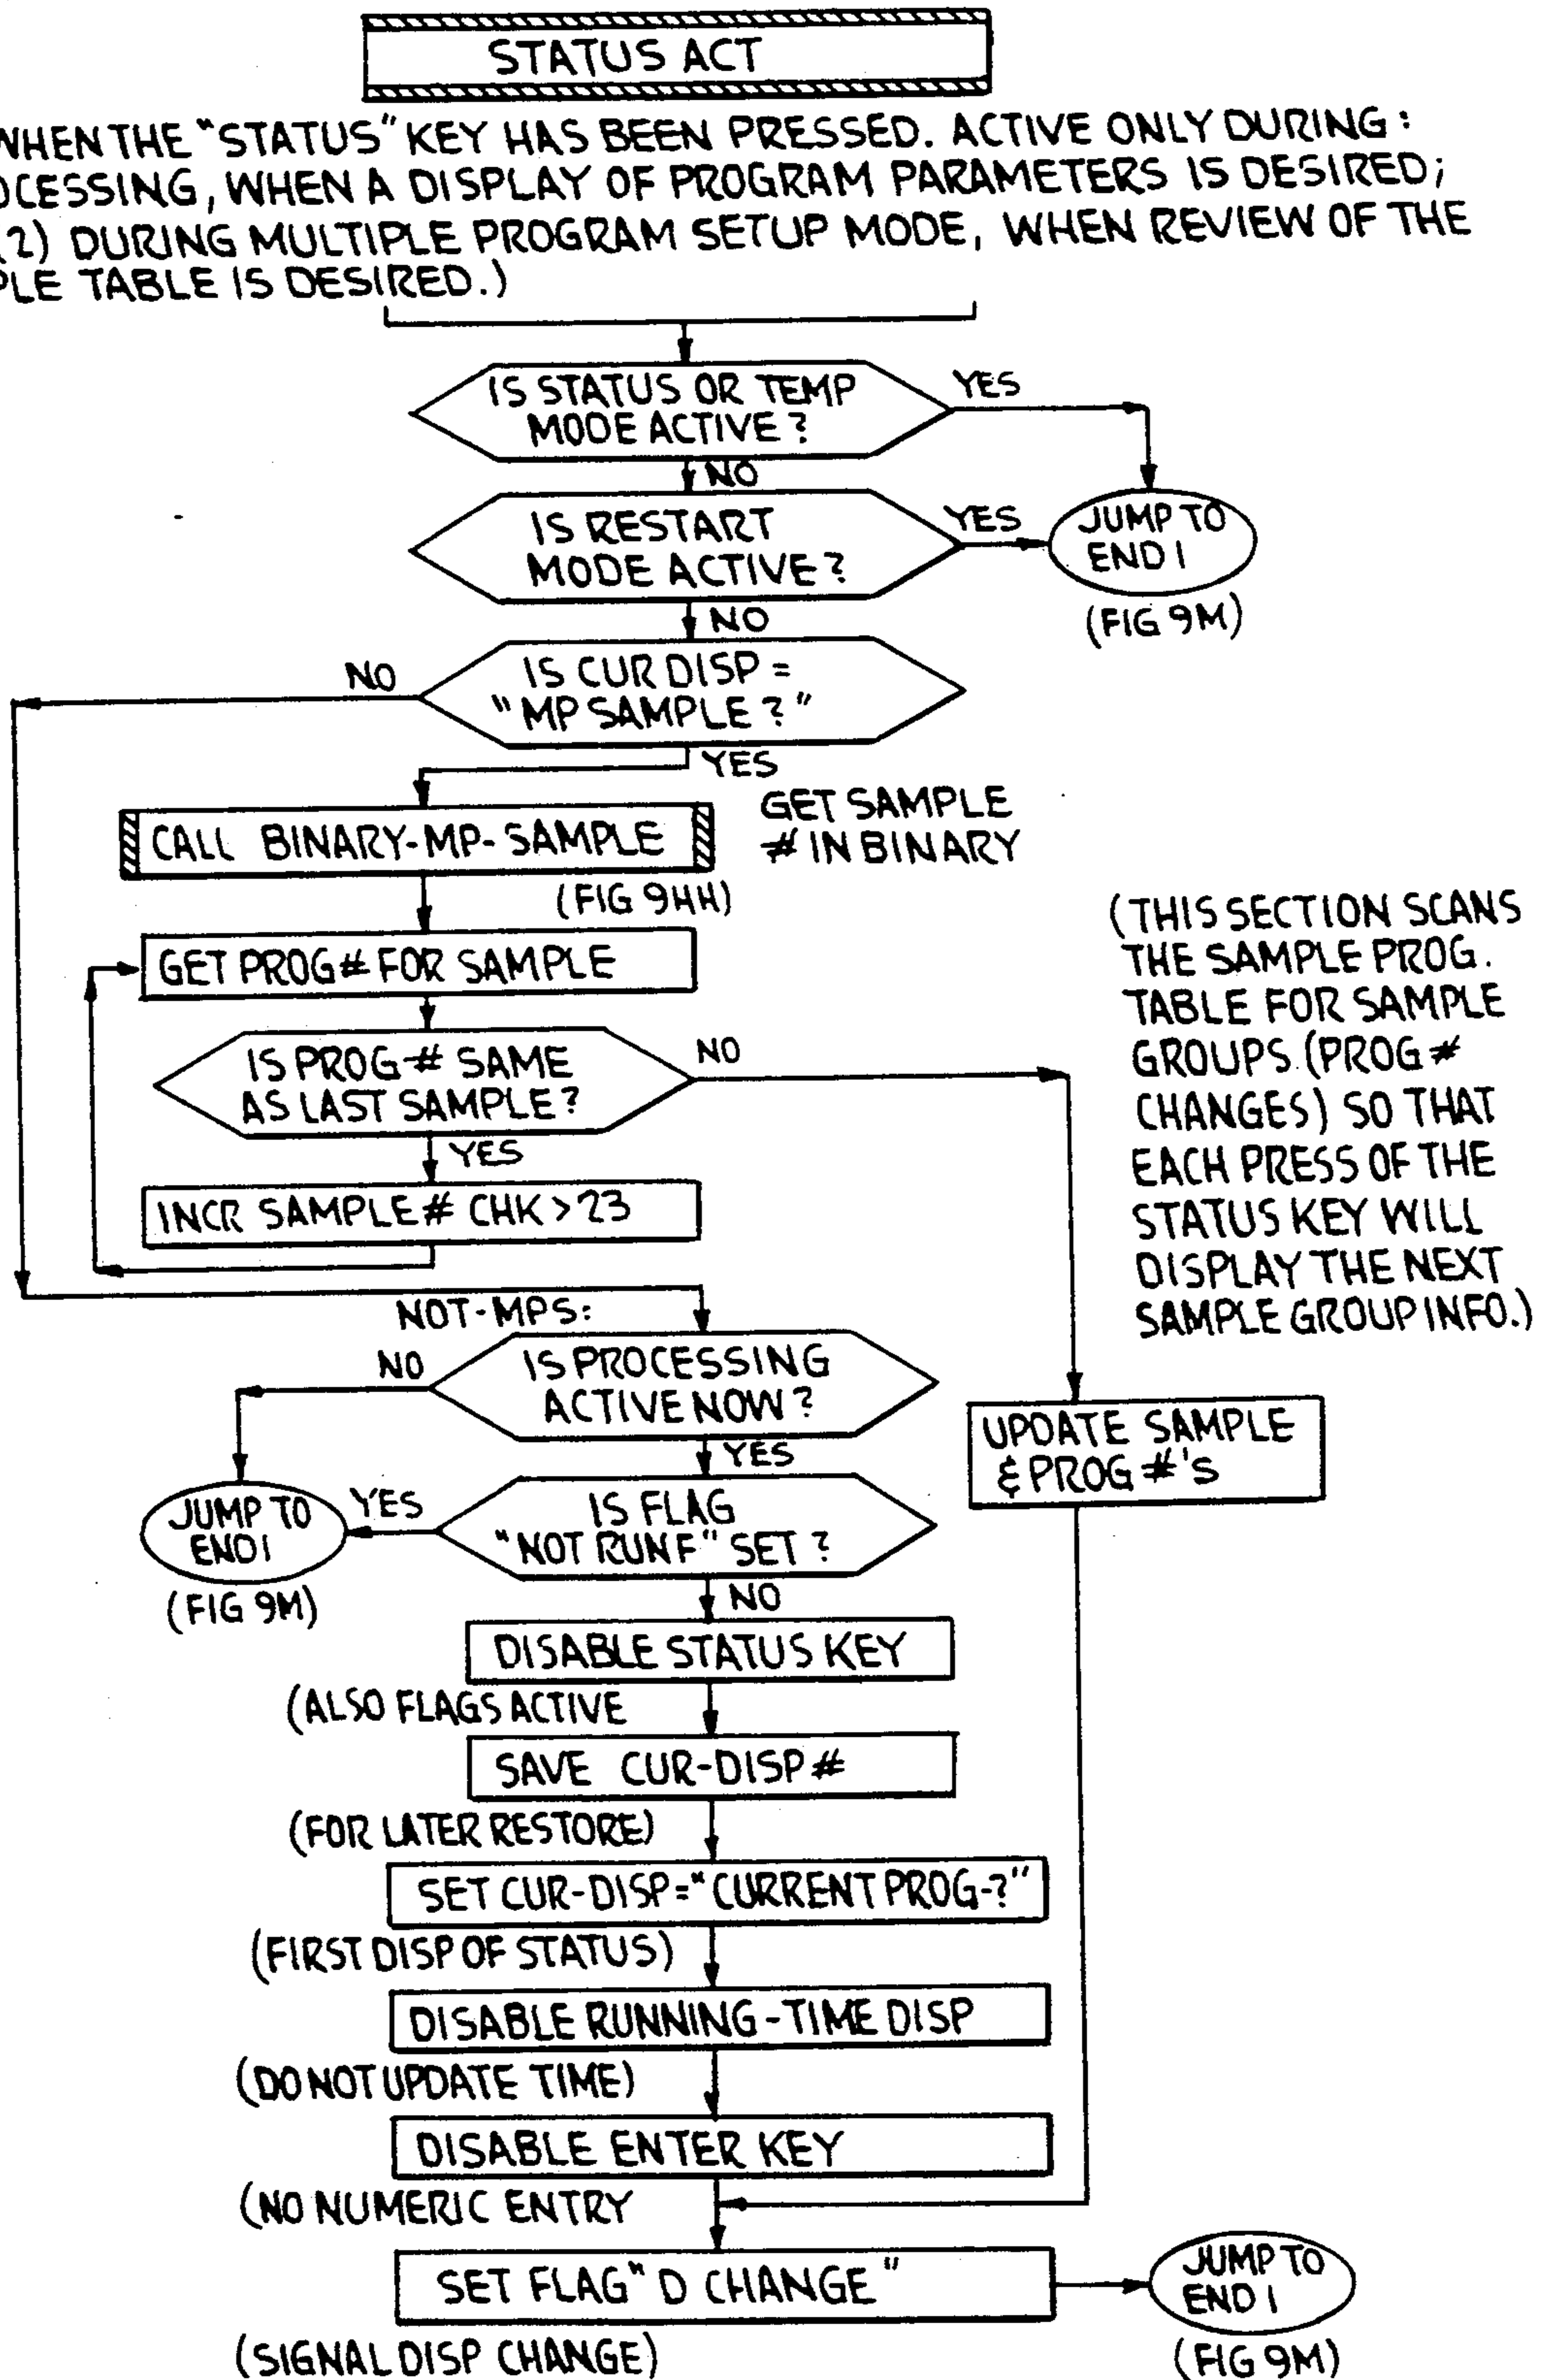 STATUS ACT
WHEN THE "STATUS" KEY HAS BEEN PRESSED. ACTIVE ONLY DURING:
OCESSING, WHEN A DISPLAY OF PROGRAM PARAMETERS IS DESIRED;
(2) DURING MULTIPLE PROGRAM SETUP MODE, WHEN REVIEW OF THE
PLE TABLE IS DESIRED.)
IS STATUS OR TEMP
MODE ACTIVE?
YES
NO
IS RESTART
MODE ACTIVE?
YES
JUMP TO
END 1
(FIG 9M)
NO
IS CUR DISP =
"MP SAMPLE?"
NO
YES
CALL BINARY-MP-SAMPLE
GET SAMPLE
# IN BINARY
(FIG 9HH)
GET PROG# FOR SAMPLE
IS PROG-# SAME
AS LAST SAMPLE?
NO
YES
INCR SAMPLE# CHK>23
(THIS SECTION SCANS
THE SAMPLE PROG.
TABLE FOR SAMPLE
GROUPS.(PROG#
CHANGES) SO THAT
EACH PRESS OF THE
STATUS KEY WILL
DISPLAY THE NEXT
SAMPLE GROUP INFO.)
NOT-MPS:
IS PROCESSING
ACTIVE NOW?
NO
YES
UPDATE SAMPLE
& PROG #'s
IS FLAG
"NOT RUN F" SET?
YES
JUMP TO
END 1
(FIG 9M)
NO
DISABLE STATUS KEY
(ALSO FLAGS ACTIVE
SAVE CUR-DISP#
(FOR LATER RESTORE)
SET CUR-DISP="CURRENT PROG-?"
(FIRST DISP OF STATUS)
DISABLE RUNNING-TIME DISP
(DO NOT UPDATE TIME)
DISABLE ENTER KEY
(NO NUMERIC ENTRY
SET FLAG "D CHANGE"
JUMP TO
END 1
(SIGNAL DISP CHANGE)
(FIG 9M)